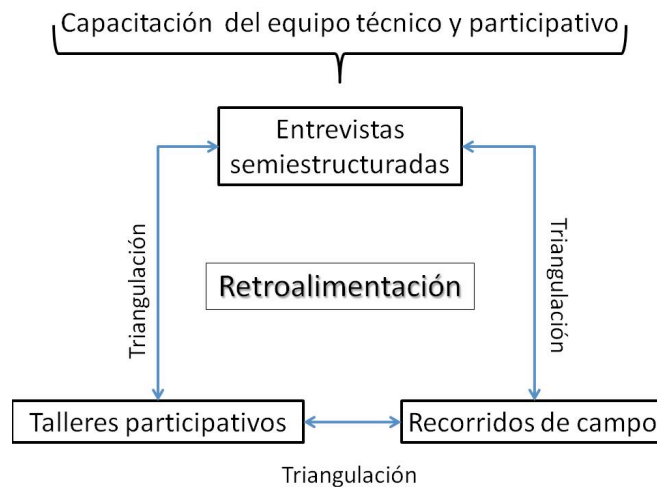 Capacitación del equipo técnico y participativo
Entrevistas
semiestructuradas
Triangulación
Triangulación
Retroalimentación
Talleres participativos
Recorridos de campo
Triangulación